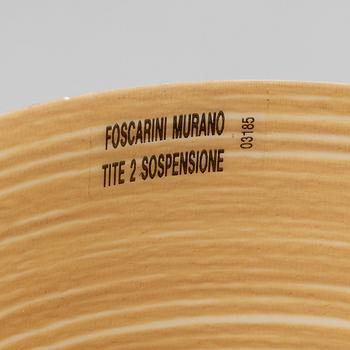 FOSCARINI MURANO
TITE 2 SOSPENSIONE
03185